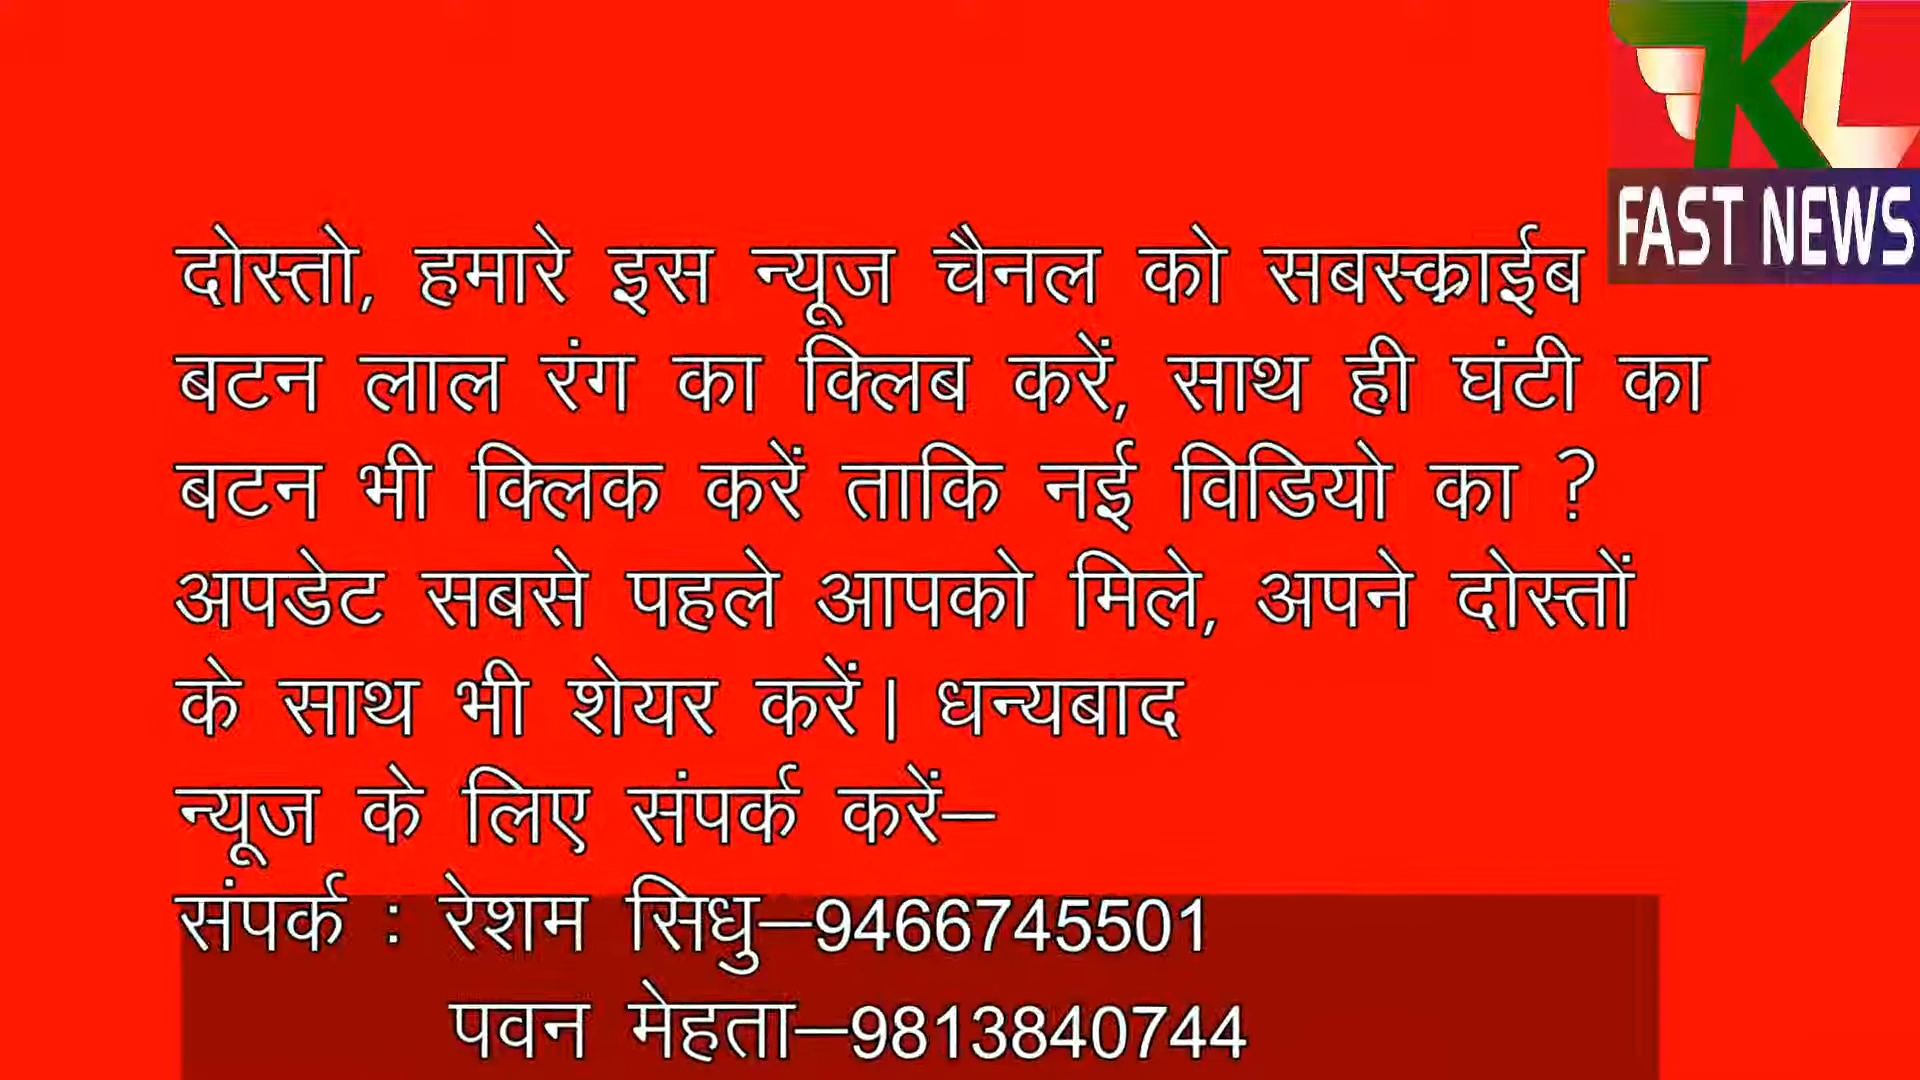 KL
FAST NEWS
दोस्तो, हमारे इस न्यूज चैनल को सबस्क्राईब
बटन लाल रंग का क्लिब करें, साथ ही घंटी का
बटन भी क्लिक करें ताकि नई विडियो का ?
अपडेट सबसे पहले आपको मिले, अपने दोस्तों
के साथ भी शेयर करें। धन्यबाद
न्यूज के लिए संपर्क करें–
संपर्क : रेशम सिधु–9466745501
पवन मेहता–9813840744